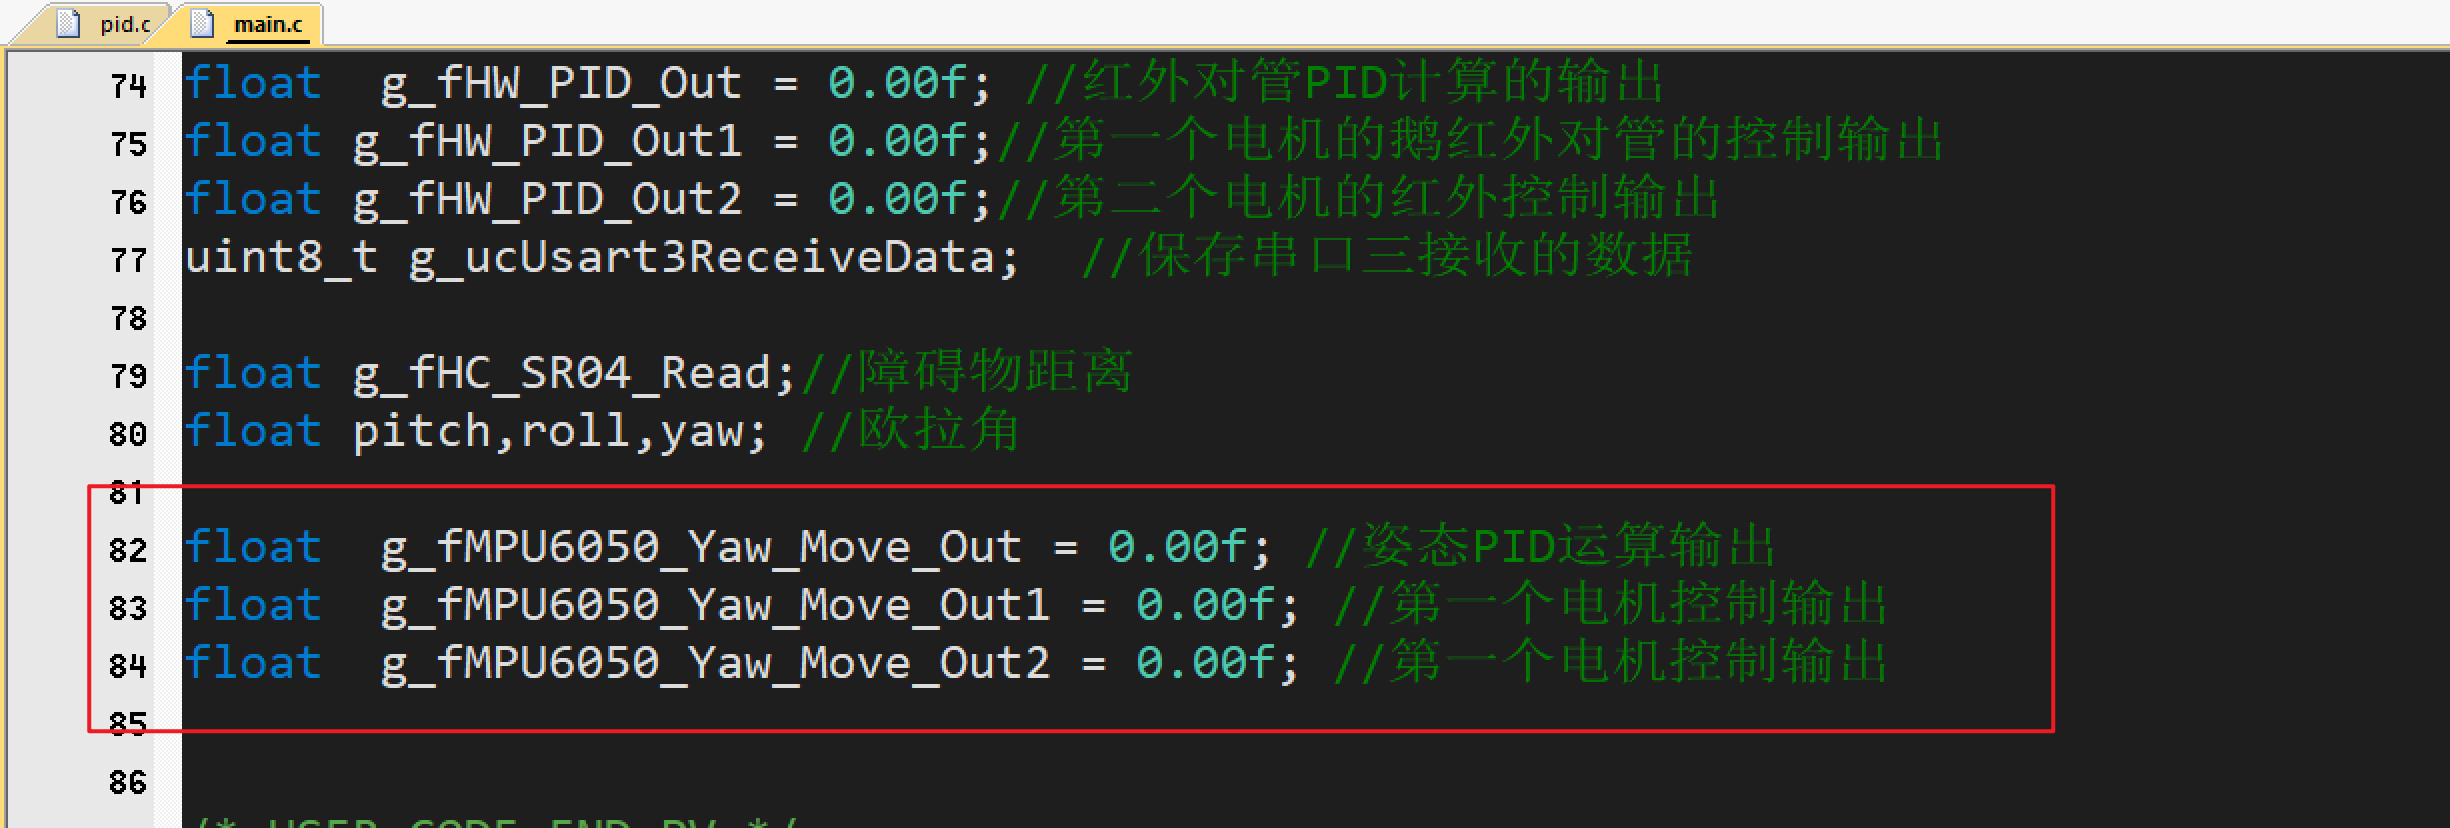 pid.c main.c
74 float  g_fHW_PID_Out = 0.00f; //红外对管PID计算的输出
75 float g_fHW_PID_Out1 = 0.00f;//第一个电机的鹅红外对管的控制输出
76 float g_fHW_PID_Out2 = 0.00f;//第二个电机的红外控制输出
77 uint8_t g_ucUsart3ReceiveData;  //保存串口三接收的数据
78
79 float g_fHC_SR04_Read;//障碍物距离
80 float pitch,roll,yaw; //欧拉角
81
82 float  g_fMPU6050_Yaw_Move_Out = 0.00f; //姿态PID运算输出
83 float  g_fMPU6050_Yaw_Move_Out1 = 0.00f; //第一个电机控制输出
84 float  g_fMPU6050_Yaw_Move_Out2 = 0.00f; //第一个电机控制输出
85
86
/* USER CODE END PV */